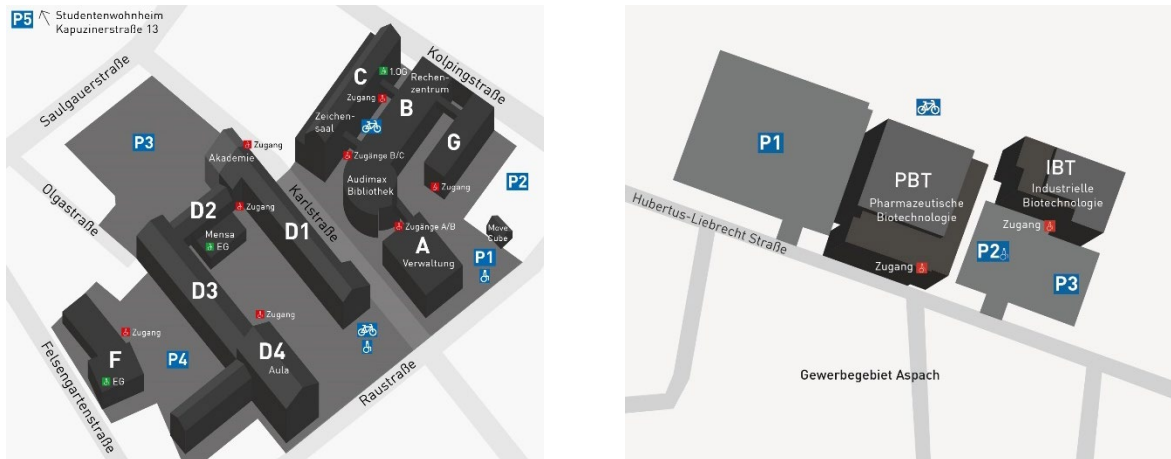 P5
Studentenwohnheim
Kapuzinerstraße 13
Saulgauerstraße
Kolpingstraße
C
1.OG
Rechen-
zentrum
Zugang
B
Zeichen-
saal
P3
Zugang
Akademie
Zugänge B/C
G
Audimax
Bibliothek
Zugang
P2
Olgastraße
D2
Zugang
Karlstraße
Mensa
EG
D1
Zugänge A/B
A
Verwaltung
Move
Cube
P1
D3
Zugang
Felsengartenstraße
Zugang
F
EG
P4
D4
Aula
Raustraße
P1
PBT
Pharmazeutische
Biotechnologie
IBT
Industrielle
Biotechnologie
Zugang
Hubertus-Liebrecht Straße
Zugang
P2
P3
Gewerbegebiet Aspach